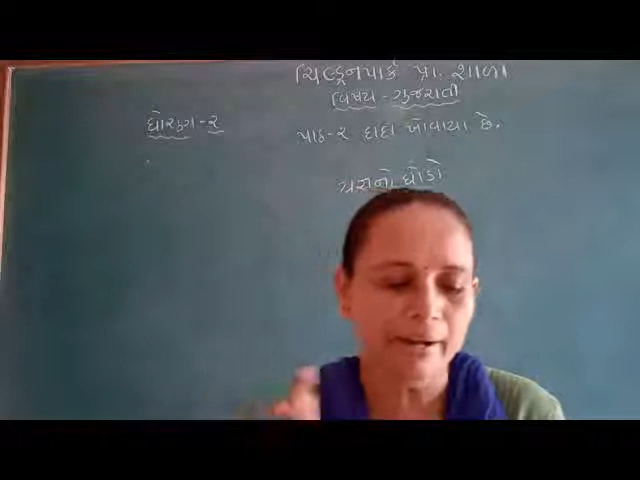 ચિલ્ડ્રનપાર્ક પ્રા. શાળા
વિષય - ગુજરાતી
ધોરણ-૨
પાઠ-૨ દાદા ખોવાયા છે.
ઘોડો